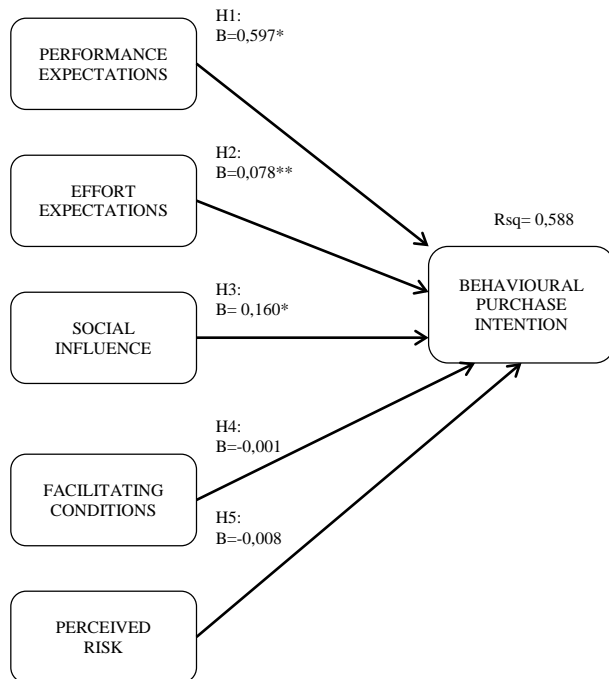 H1:
B=0,597*
PERFORMANCE
EXPECTATIONS
H2:
B=0,078**
EFFORT
EXPECTATIONS
Rsq= 0,588
H3:
B= 0,160*
SOCIAL
INFLUENCE
BEHAVIOURAL
PURCHASE
INTENTION
H4:
B=-0,001
FACILITATING
CONDITIONS
H5:
B=-0,008
PERCEIVED
RISK